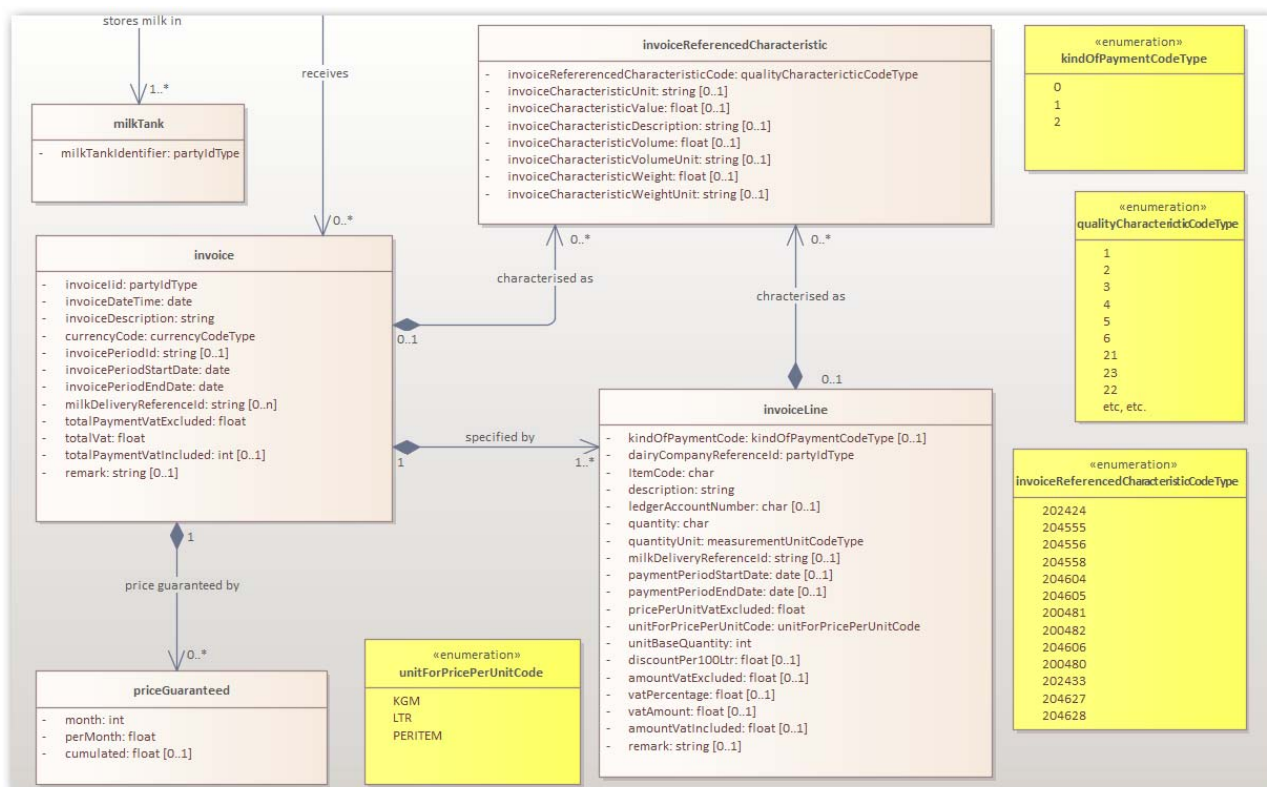 stores milk in
1..*
receives
0..*
milkTank
- milkTankIdentifier: partyIdType
invoiceReferencedCharacteristic
- invoiceRefererencedCharacteristicCode: qualityCharactericticCodeType
- invoiceCharacteristicUnit: string [0..1]
- invoiceCharacteristicValue: float [0..1]
- invoiceCharacteristicDescription: string [0..1]
- invoiceCharacteristicVolume: float [0..1]
- invoiceCharacteristicVolumeUnit: string [0..1]
- invoiceCharacteristicWeight: float [0..1]
- invoiceCharacteristicWeightUnit: string [0..1]
«enumeration»
kindOfPaymentCodeType
0
1
2
«enumeration»
qualityCharactericticCodeType
1
2
3
4
5
6
21
23
22
etc, etc.
invoice
- invoiceIid: partyIdType
- invoiceDateTime: date
- invoiceDescription: string
- currencyCode: currencyCodeType
- invoicePeriodId: string [0..1]
- invoicePeriodStartDate: date
- invoicePeriodEndDate: date
- milkDeliveryReferenceId: string [0..n]
- totalPaymentVatExcluded: float
- totalVat: float
- totalPaymentVatIncluded: int [0..1]
- remark: string [0..1]
0..*
characterised as
0..1
0..*
chracterised as
0..1
specified by
1
1..*
invoiceLine
- kindOfPaymentCode: kindOfPaymentCodeType [0..1]
- dairyCompanyReferenceId: partyIdType
- ItemCode: char
- description: string
- ledgerAccountNumber: char [0..1]
- quantity: char
- quantityUnit: measurementUnitCodeType
- milkDeliveryReferenceId: string [0..1]
- paymentPeriodStartDate: date [0..1]
- paymentPeriodEndDate: date [0..1]
- pricePerUnitVatExcluded: float
- unitForPricePerUnitCode: unitForPricePerUnitCode
- unitBaseQuantity: int
- discountPer100Ltr: float [0..1]
- amountVatExcluded: float [0..1]
- vatPercentage: float [0..1]
- vatAmount: float [0..1]
- amountVatIncluded: float [0..1]
- remark: string [0..1]
«enumeration»
invoiceReferencedCharacteristicCodeType
202424
204555
204556
204558
204604
204605
200481
200482
204606
200480
202433
204627
204628
1
price guaranteed by
0..*
priceGuaranteed
- month: int
- perMonth: float
- cumulated: float [0..1]
«enumeration»
unitForPricePerUnitCode
KGM
LTR
PERITEM